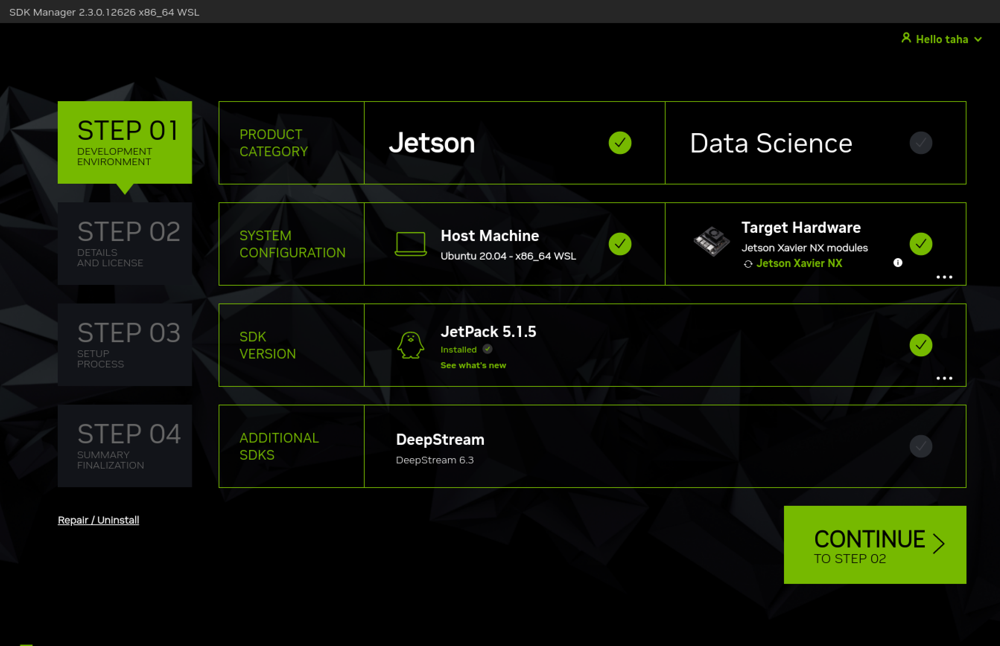 SDK Manager 2.3.0.12626 x86_64 WSL
Hello taha
STEP 01
DEVELOPMENT
ENVIRONMENT
PRODUCT
CATEGORY
Jetson
Data Science
STEP 02
DETAILS
AND LICENSE
SYSTEM
CONFIGURATION
Host Machine
Ubuntu 20.04 - x86_64 WSL
Target Hardware
Jetson Xavier NX modules
Jetson Xavier NX
STEP 03
SETUP
PROCESS
SDK
VERSION
JetPack 5.1.5
Installed
See what's new
STEP 04
SUMMARY
FINALIZATION
ADDITIONAL
SDKS
DeepStream
DeepStream 6.3
Repair / Uninstall
CONTINUE
TO STEP 02